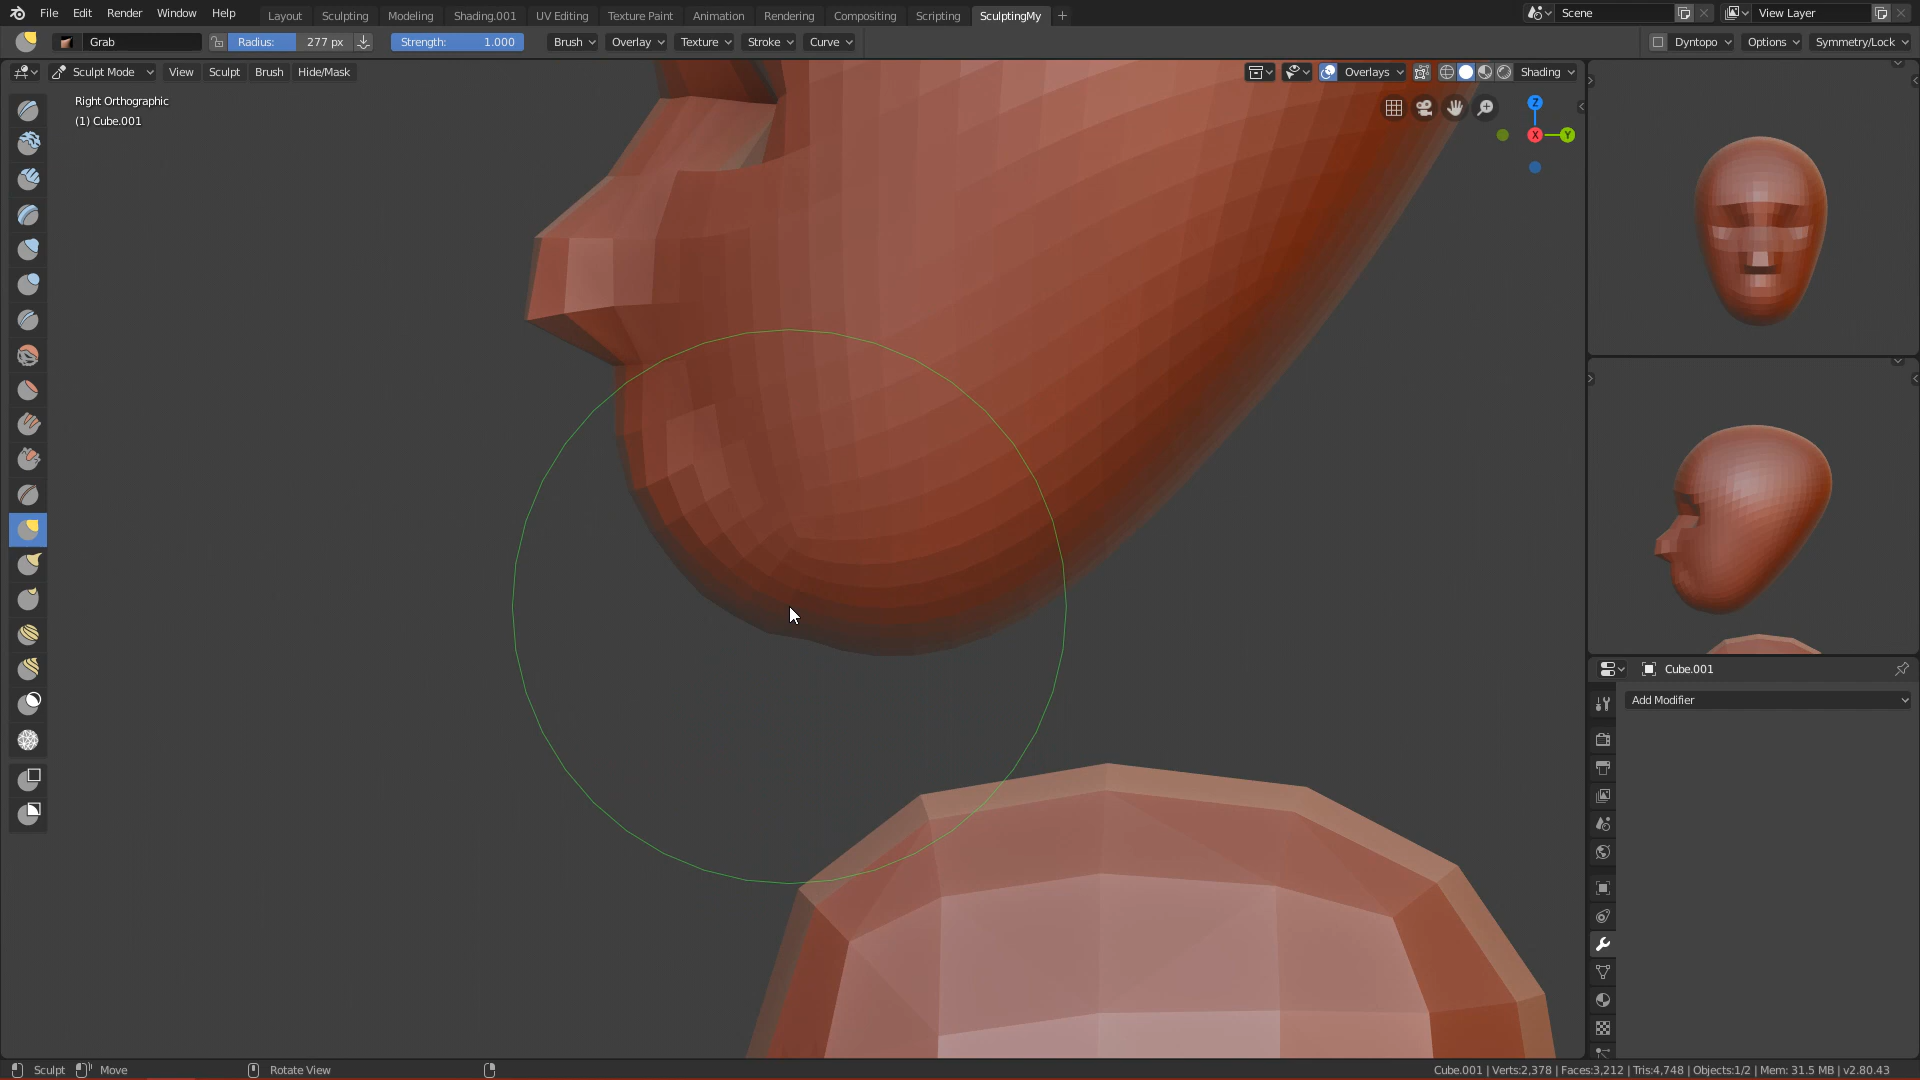 File Edit Render Window Help Layout Sculpting Modeling Shading.001 UV Editing Texture Paint Animation Rendering Compositing Scripting SculptingMy + Scene View Layer
Grab Radius: 277 px Strength: 1.000 Brush Overlay Texture Stroke Curve Dyntopo Options Symmetry/Lock
Sculpt Mode View Sculpt Brush Hide/Mask Overlays Shading
Right Orthographic
(1) Cube.001
Z
X
Y
Cube.001
Add Modifier
Sculpt Move Rotate View Cube.001 | Verts:2,378 | Faces:3,212 | Tris:4,748 | Objects:1/2 | Mem: 31.5 MB | v2.80.43